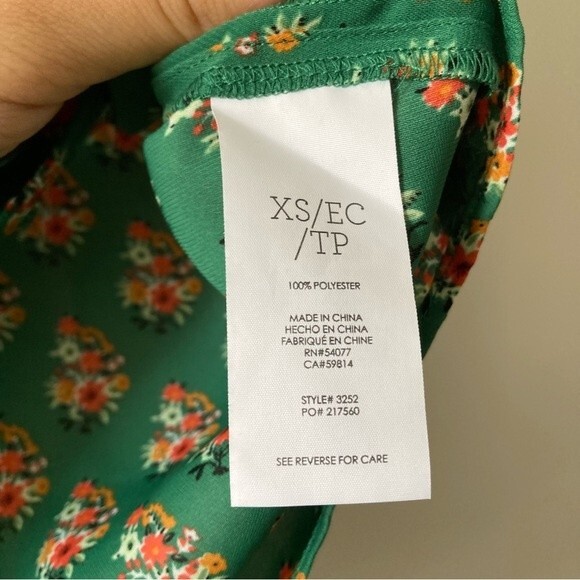 XS/EC
/TP
100% POLYESTER
MADE IN CHINA
HECHO EN CHINA
FABRIQUÉ EN CHINE
RN#54077
CA#59814
STYLE# 3252
PO# 217560
SEE REVERSE FOR CARE